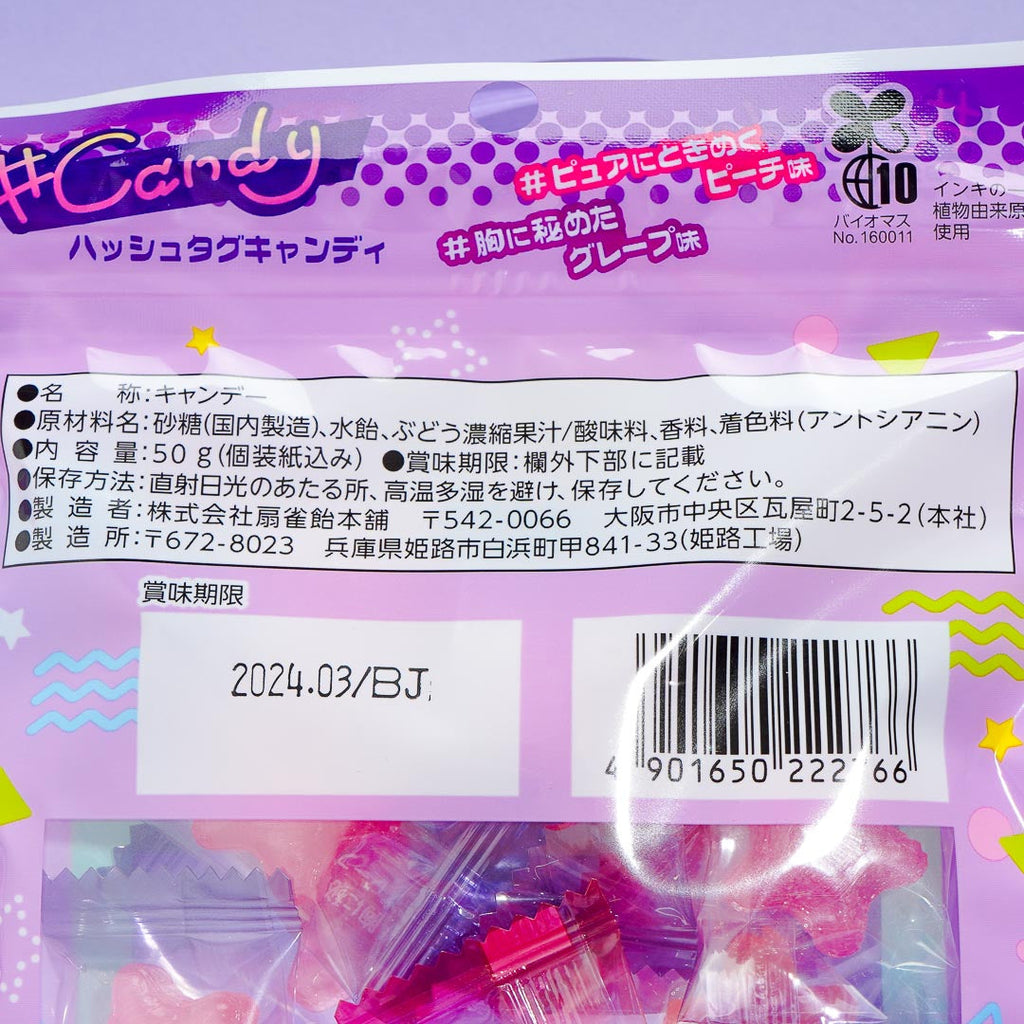 #Candy
ハッシュタグキャンディ
#ピュアにときめく
ピーチ味
#胸に秘めた
グレープ味
10
バイオマス
No.160011
インキの一
植物由来原
使用
●名称:キャンデー
●原材料名:砂糖(国内製造)、水飴、ぶどう濃縮果汁/酸味料、香料、着色料(アントシアニン)
●内容量:50g(個装紙込み) ●賞味期限:欄外下部に記載
●保存方法:直射日光のあたる所、高温多湿を避け、保存してください。
●製造者:株式会社扇雀飴本舗 〒542-0066 大阪市中央区瓦屋町2-5-2(本社)
●製造所:〒672-8023 兵庫県姫路市白浜町甲841-33(姫路工場)
賞味期限
2024.03/BJ
4 901650 222766